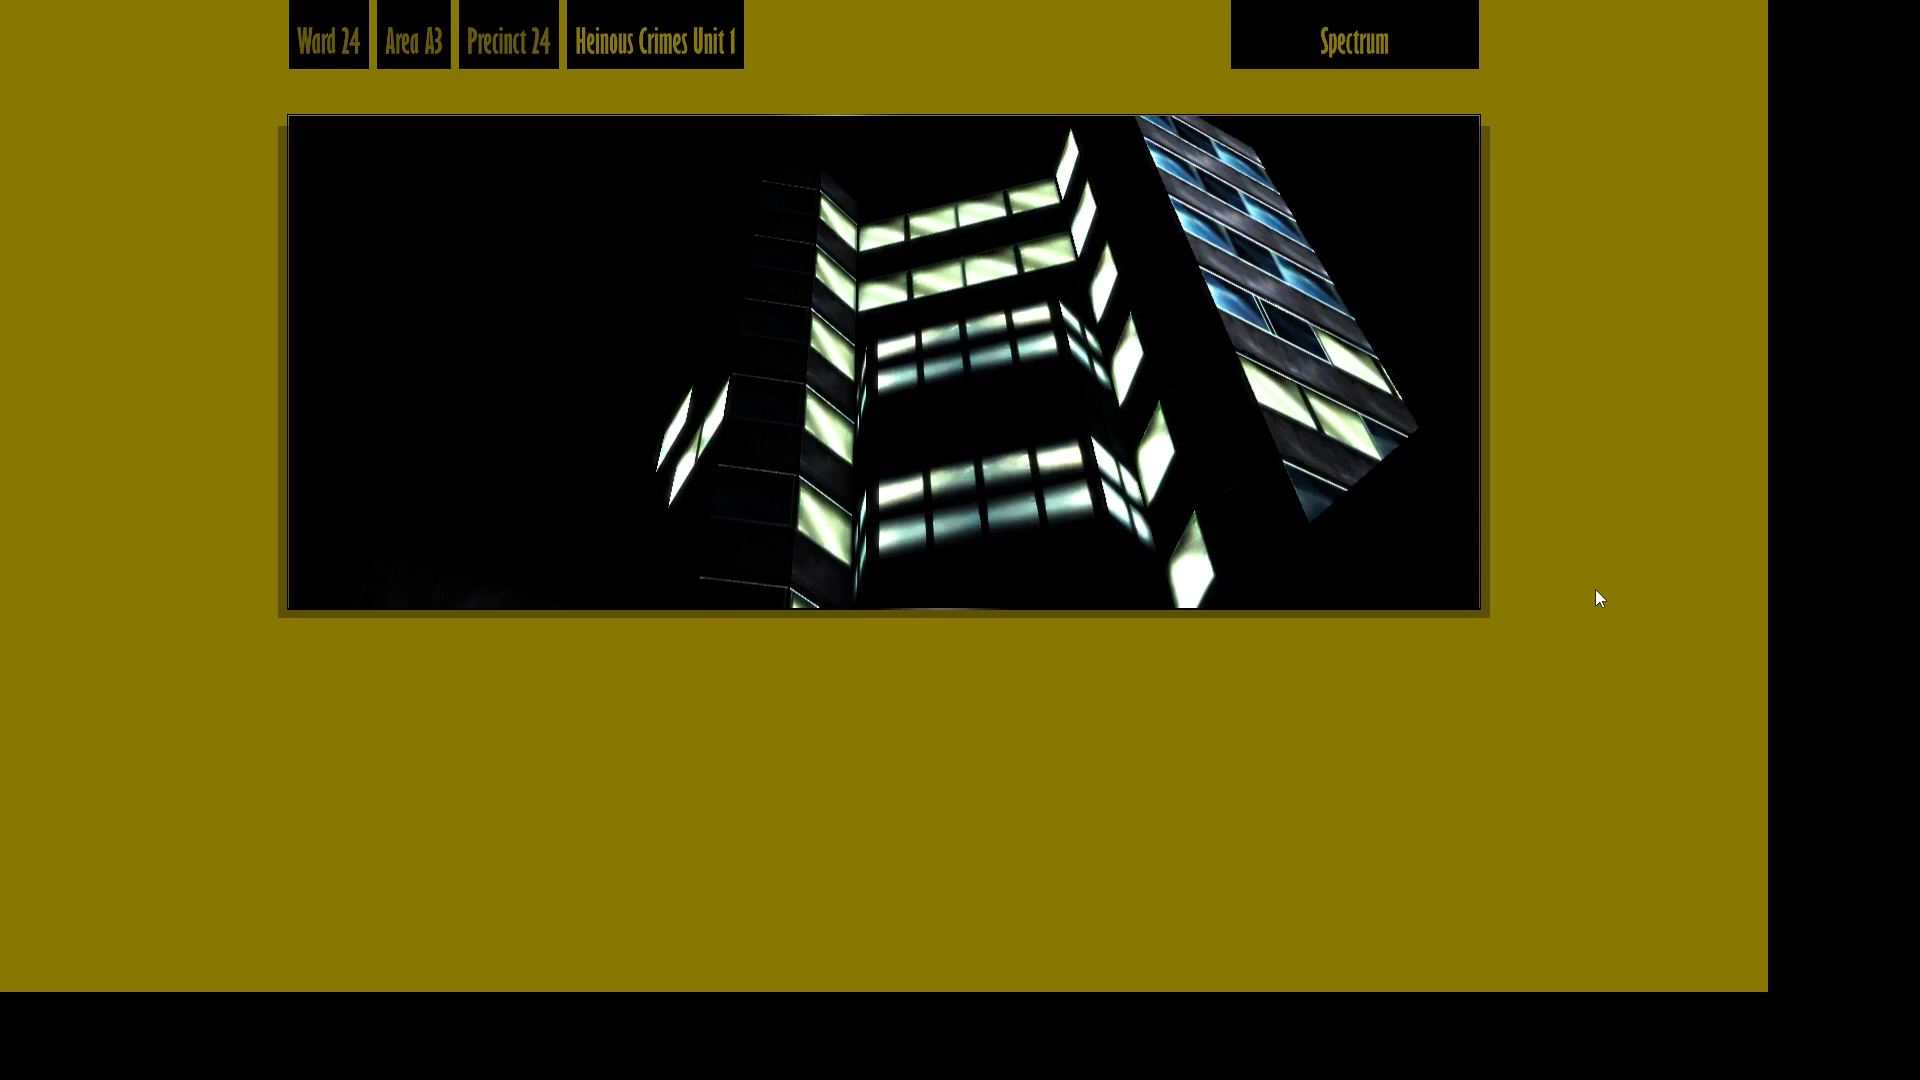 Ward 24
Area A3
Precinct 24
Heinous Crimes Unit 1
Spectrum